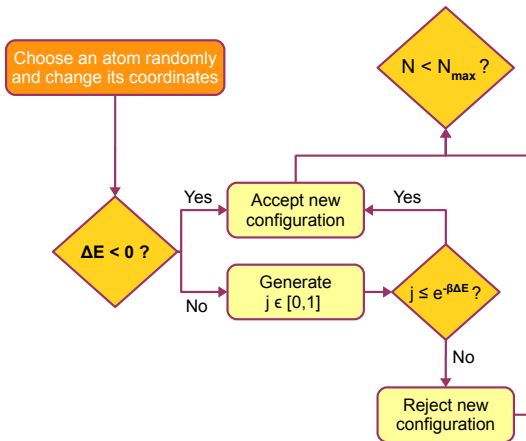 Choose an atom randomly
and change its coordinates
N < Nmax ?
Yes
Accept new
configuration
Yes
ΔE < 0 ?
No
Generate
j ϵ [0,1]
j ≤ e-βΔE ?
No
Reject new
configuration